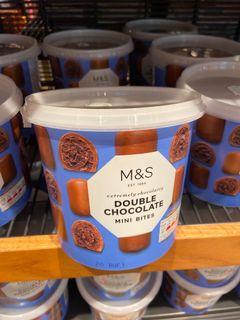 M&S
EST. 1884
extremely chocolatey
DOUBLE
CHOCOLATE
MINI BITES